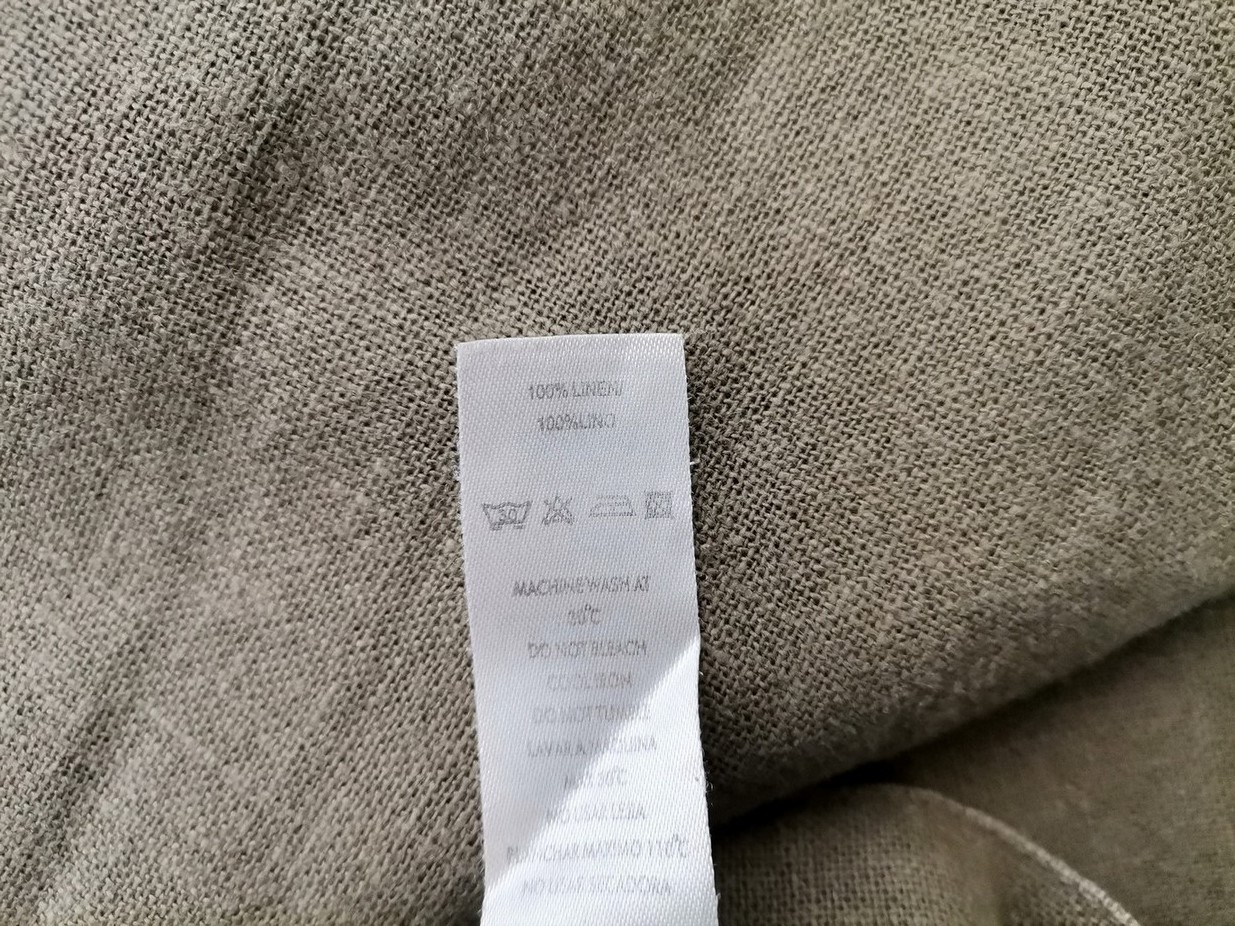 100% LINEN/
100%LINO
30
MACHINE WASH AT
30°C
DO NOT BLEACH
COOL IRON
DO NOT TUMBLE
LAVAR A MAQUINA
MAX 30°C
NO USAR LEJIA
PLANCHAR MAXIMO 110°C
NO USAR SECADORA